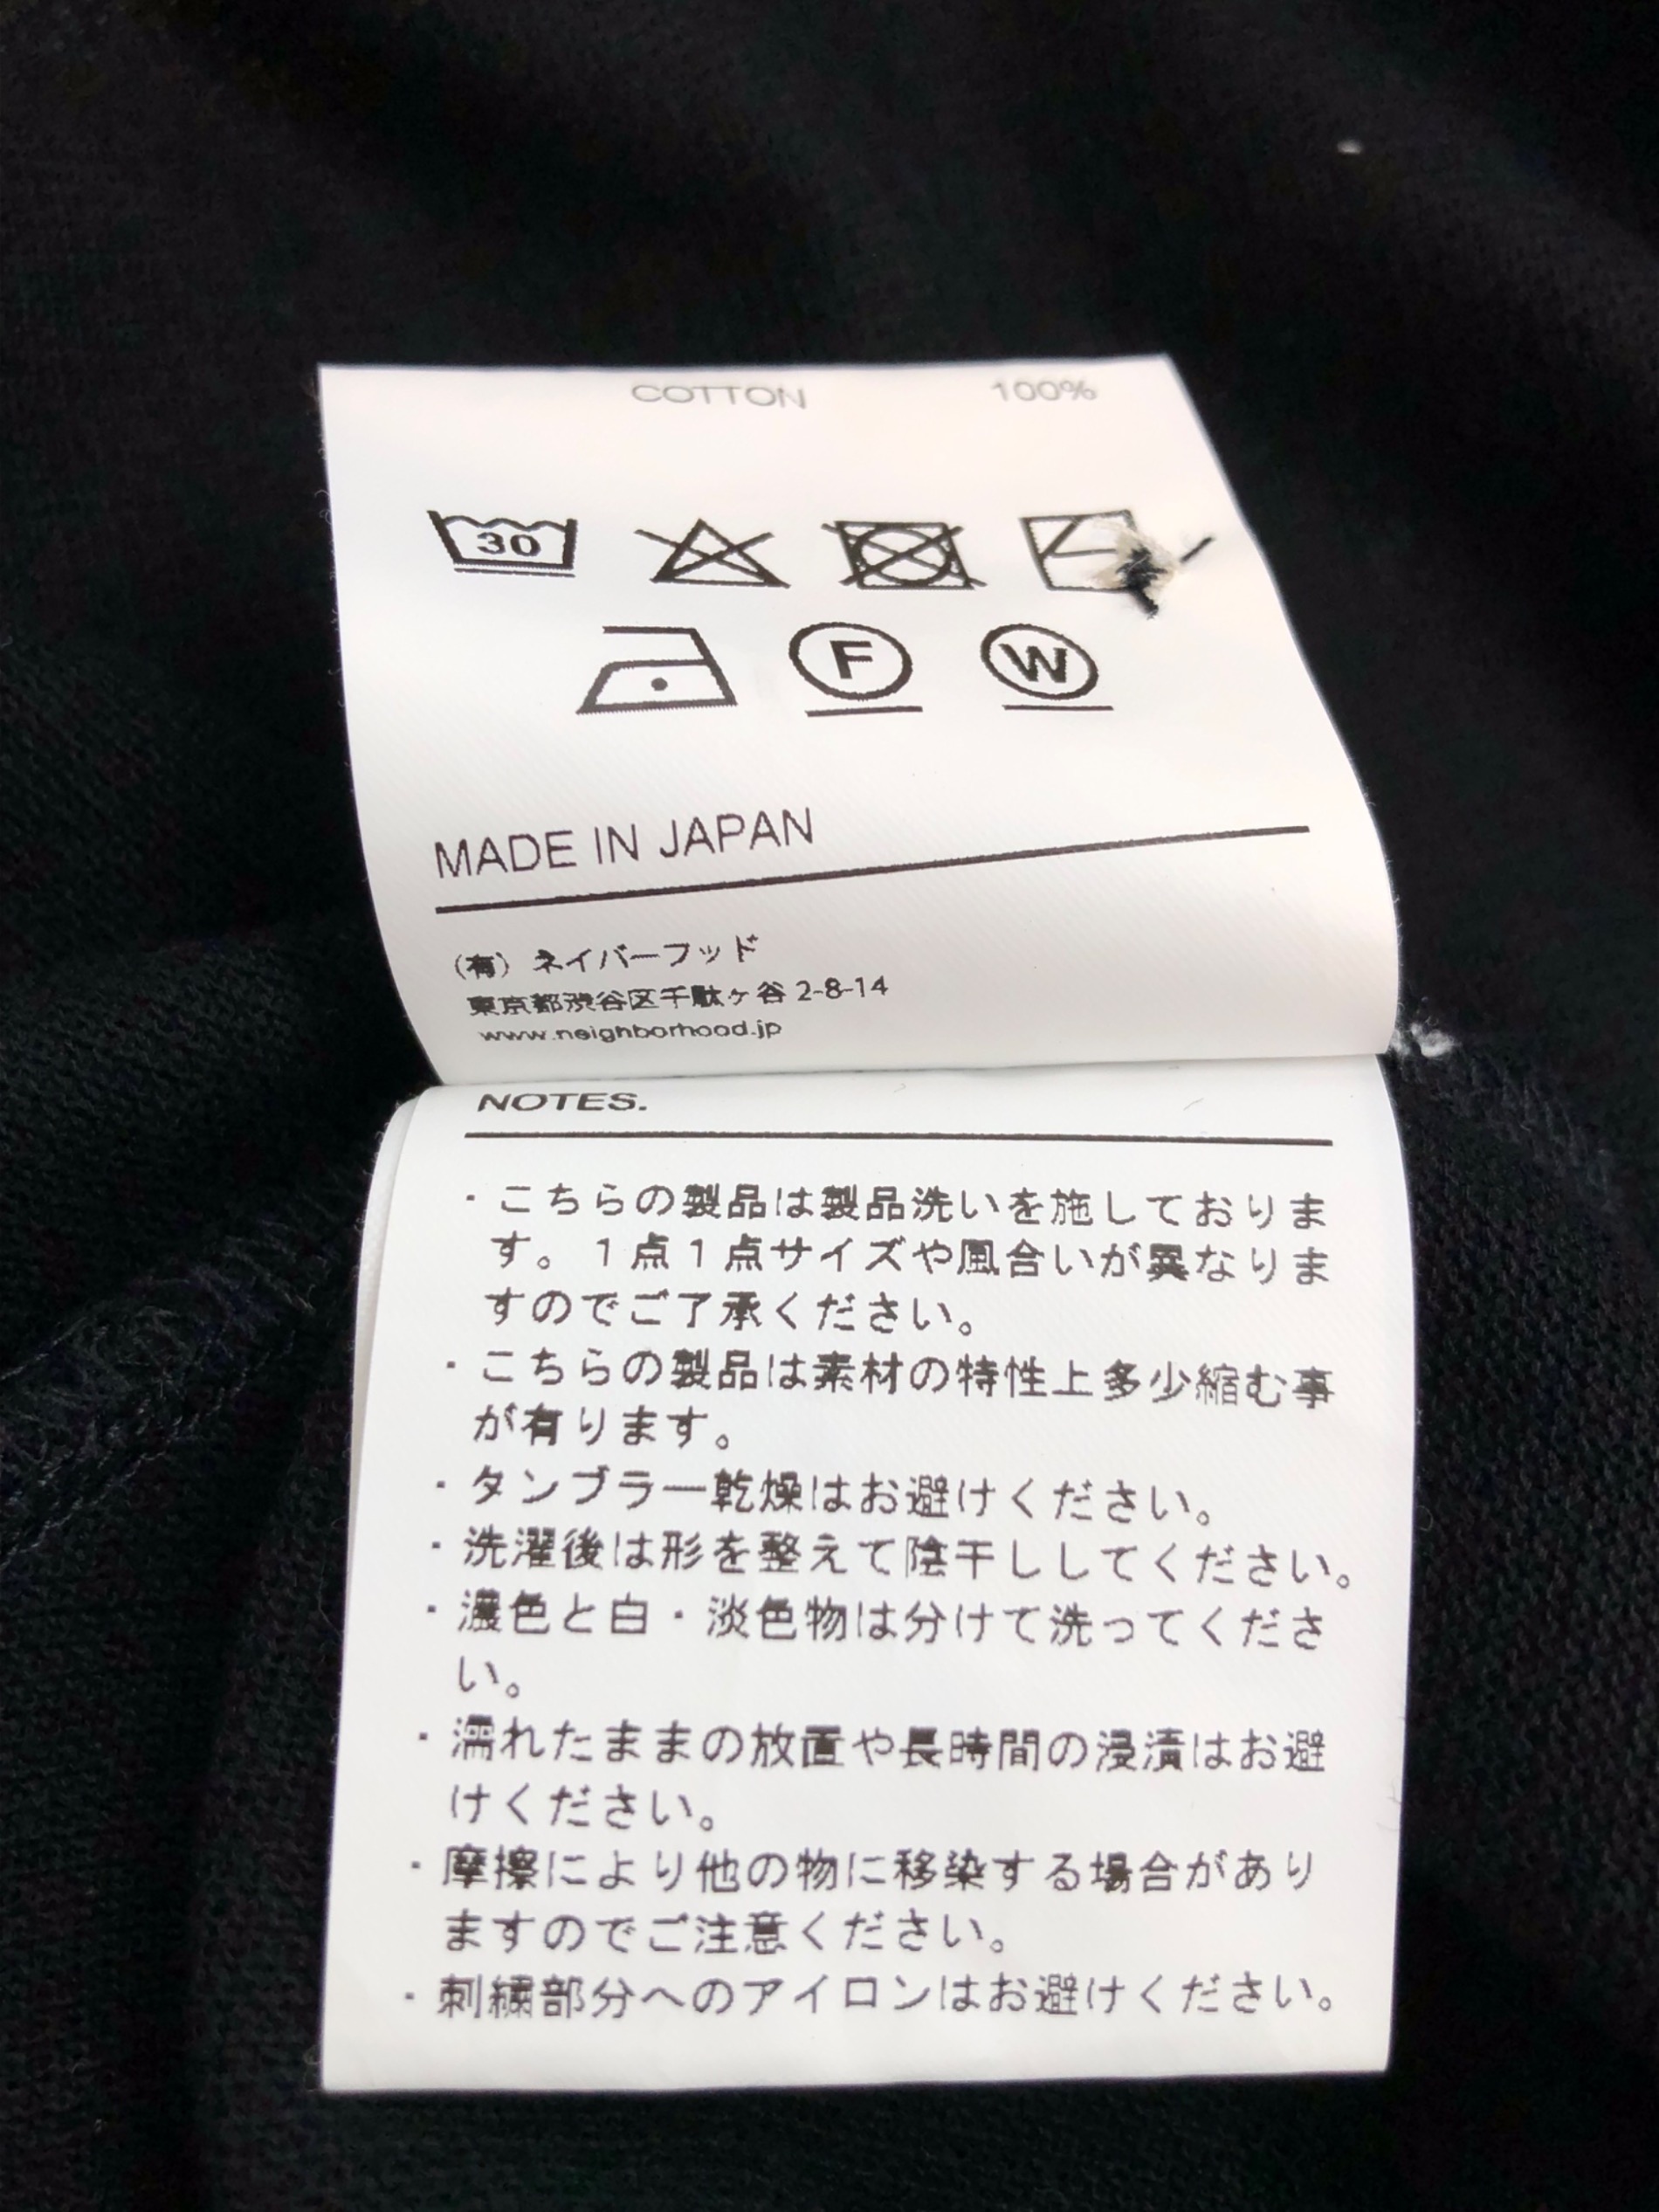 COTTON 100%
30
F W
MADE IN JAPAN
（有）ネイバーフッド
東京都渋谷区千駄ヶ谷 2-8-14
www.neighborhood.jp
NOTES.
・こちらの製品は製品洗いを施しておりま
す。１点１点サイズや風合いが異なりま
すのでご了承ください。
・こちらの製品は素材の特性上多少縮む事
が有ります。
・タンブラー乾燥はお避けください。
・洗濯後は形を整えて陰干ししてください。
・濃色と白・淡色物は分けて洗ってくださ
い。
・濡れたままの放置や長時間の浸漬はお避
けください。
・摩擦により他の物に移染する場合があり
ますのでご注意ください。
・刺繍部分へのアイロンはお避けください。